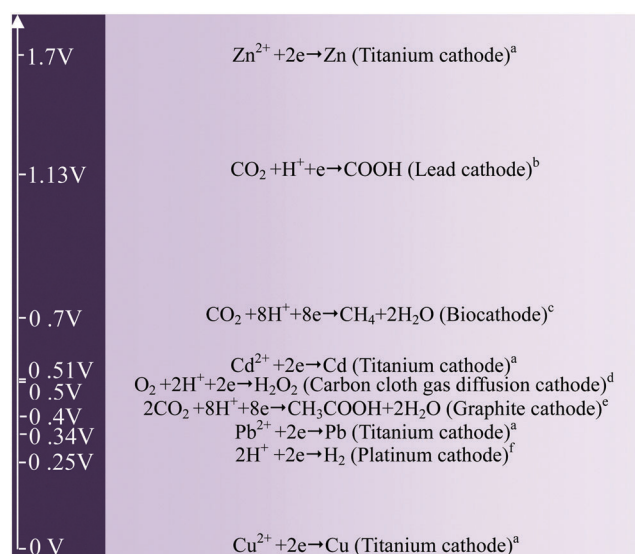 1.7V Zn²⁺ +2e→Zn (Titanium cathode)ᵃ
1.13V CO₂ +H⁺+e→COOH (Lead cathode)ᵇ
0 .7V CO₂ +8H⁺+8e→CH₄+2H₂O (Biocathode)ᶜ
0 .51V Cd²⁺ +2e→Cd (Titanium cathode)ᵃ
0.5V O₂ +2H⁺+2e→H₂O₂ (Carbon cloth gas diffusion cathode)ᵈ
0.4V 2CO₂ +8H⁺+8e→CH₃COOH+2H₂O (Graphite cathode)ᵉ
0.34V Pb²⁺ +2e→Pb (Titanium cathode)ᵃ
0 .25V 2H⁺ +2e→H₂ (Platinum cathode)ᶠ
0 V Cu²⁺ +2e→Cu (Titanium cathode)ᵃ